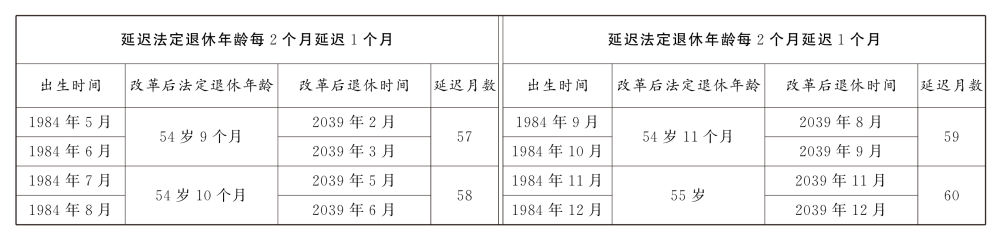 延迟法定退休年龄每2个月延迟1个月
出生时间 改革后法定退休年龄 改革后退休时间 延迟月数
1984年5月 54岁9个月 2039年2月 57
1984年6月 2039年3月
1984年7月 54岁10个月 2039年5月 58
1984年8月 2039年6月
延迟法定退休年龄每2个月延迟1个月
出生时间 改革后法定退休年龄 改革后退休时间 延迟月数
1984年9月 54岁11个月 2039年8月 59
1984年10月 2039年9月
1984年11月 55岁 2039年11月 60
1984年12月 2039年12月